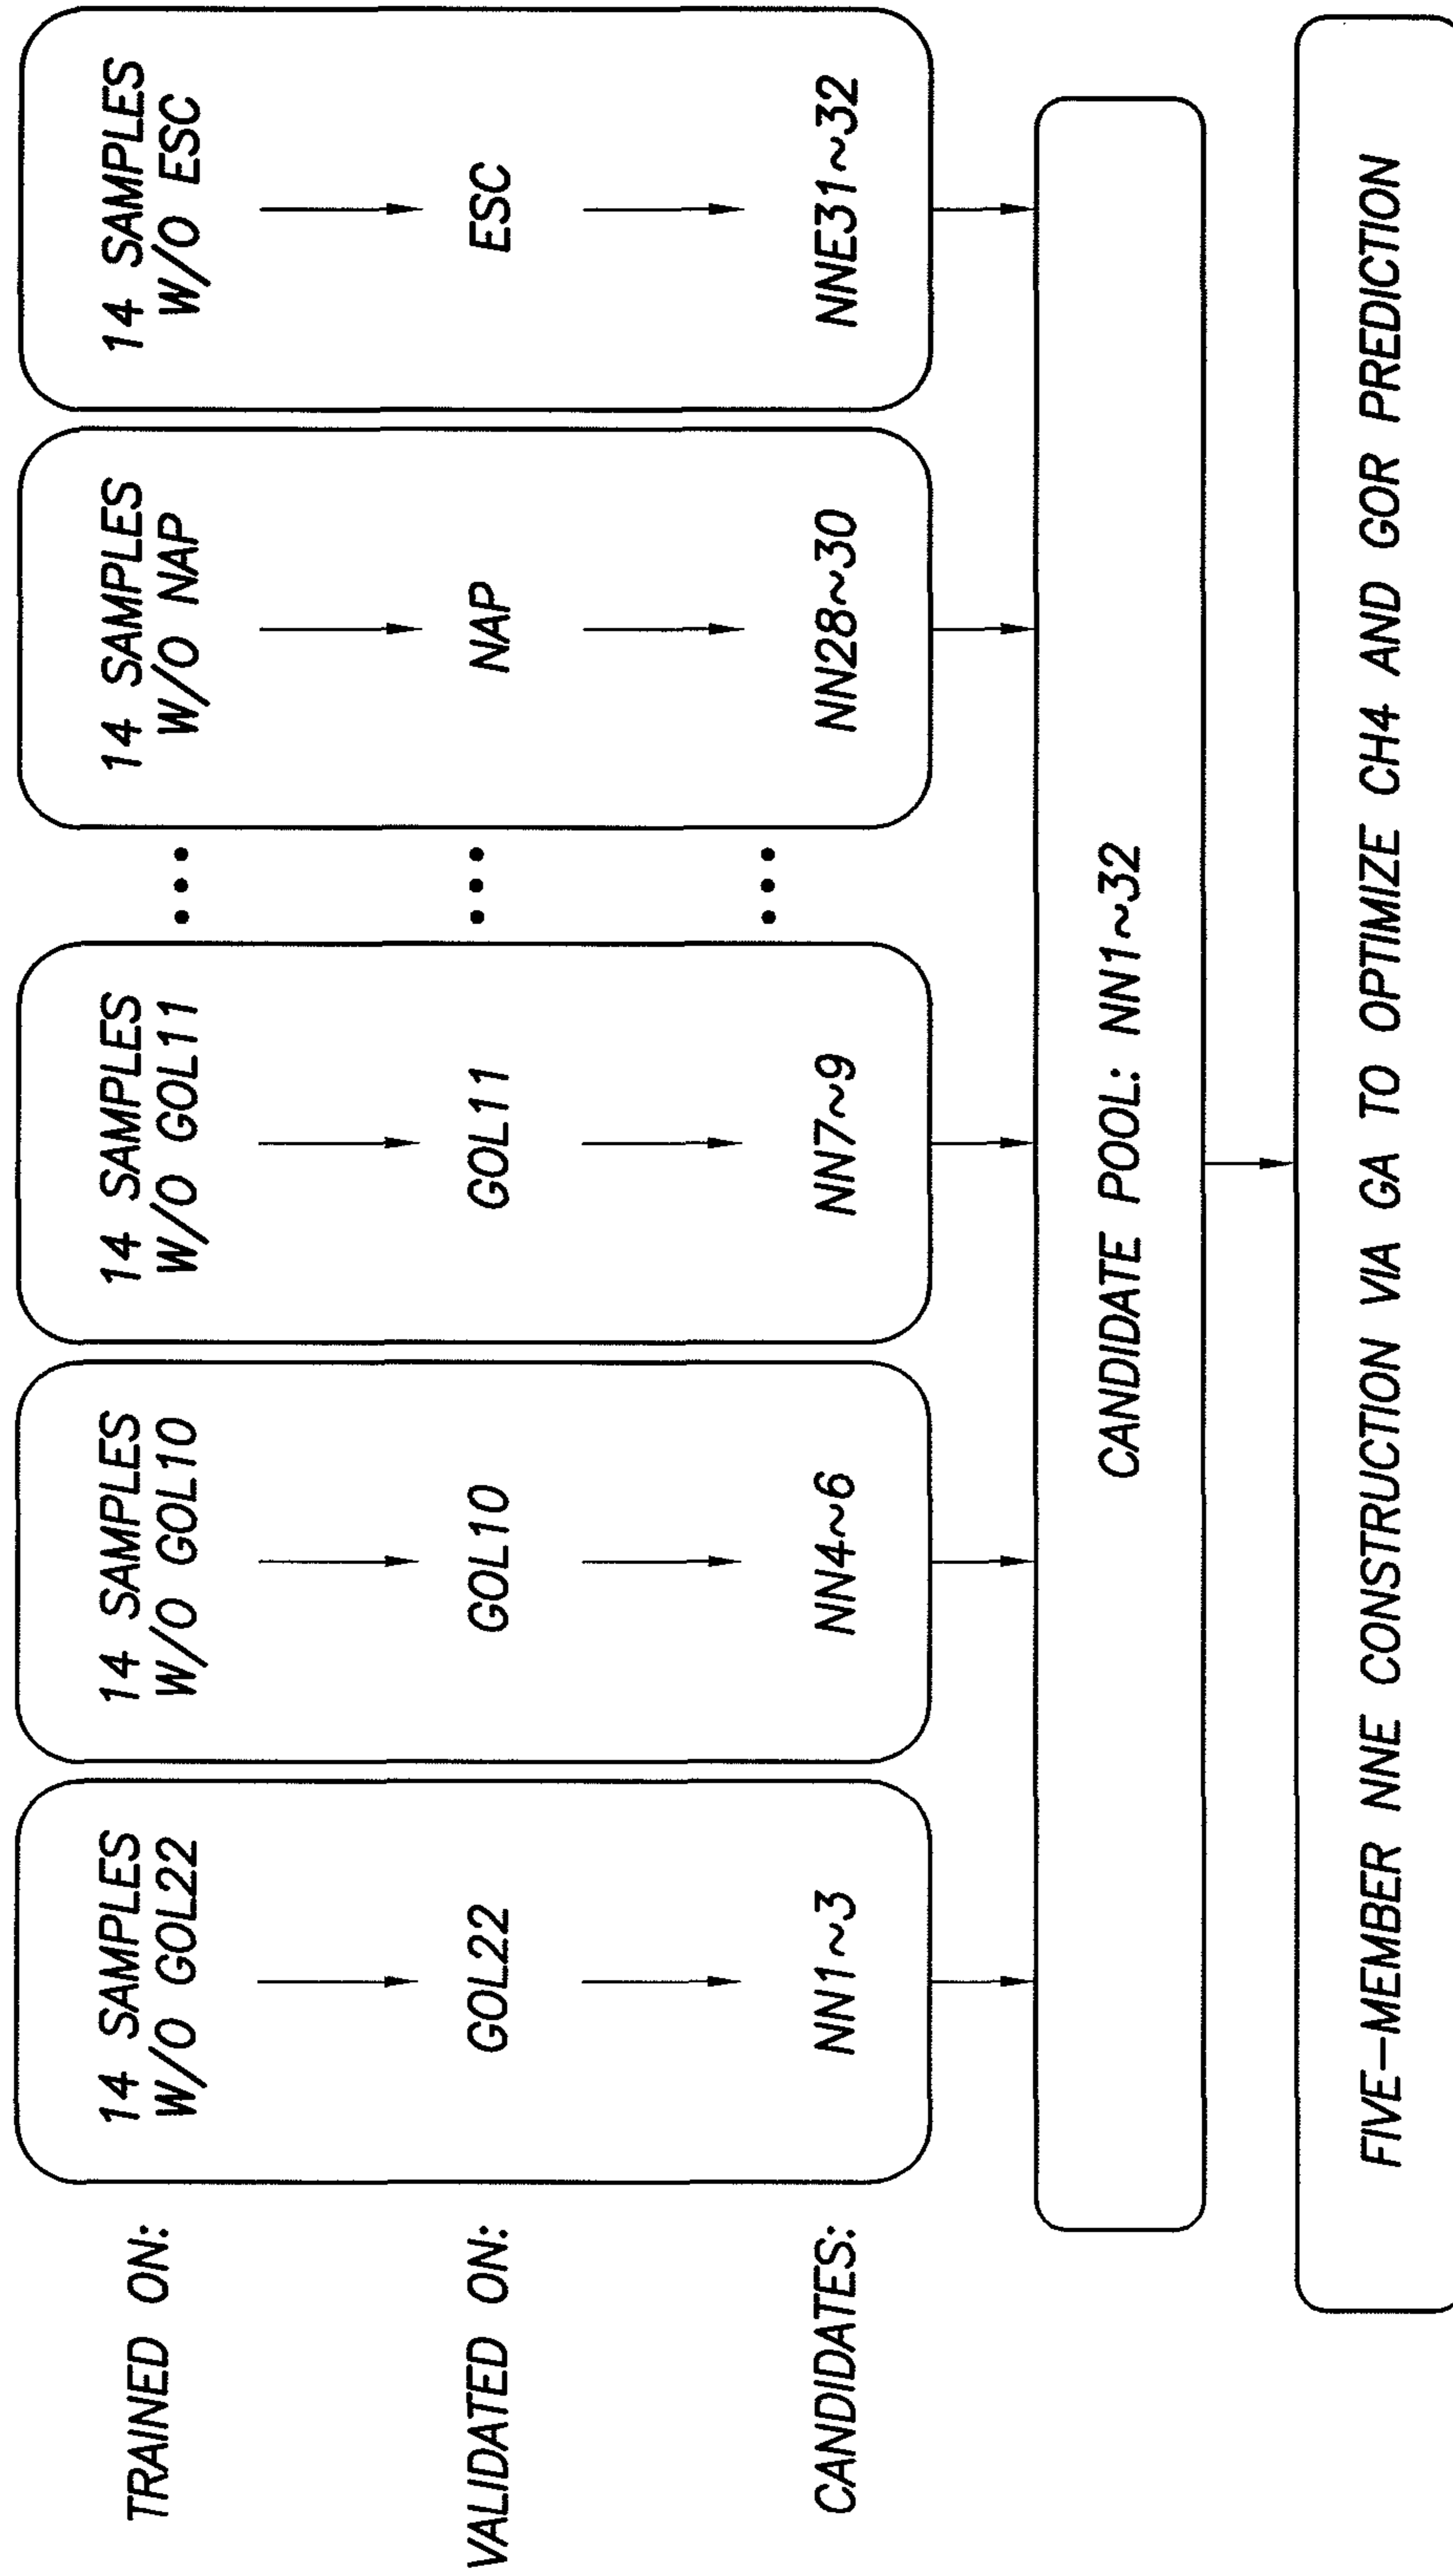 TRAINED ON:
14 SAMPLES
W/O GOL22
14 SAMPLES
W/O GOL10
14 SAMPLES
W/O GOL11
•••
14 SAMPLES
W/O NAP
14 SAMPLES
W/O ESC
VALIDATED ON:
GOL22
GOL10
GOL11
•••
NAP
ESC
CANDIDATES:
NN1~3
NN4~6
NN7~9
•••
NN28~30
NNE31~32
CANDIDATE POOL: NN1~32
FIVE-MEMBER NNE CONSTRUCTION VIA GA TO OPTIMIZE CH4 AND GOR PREDICTION